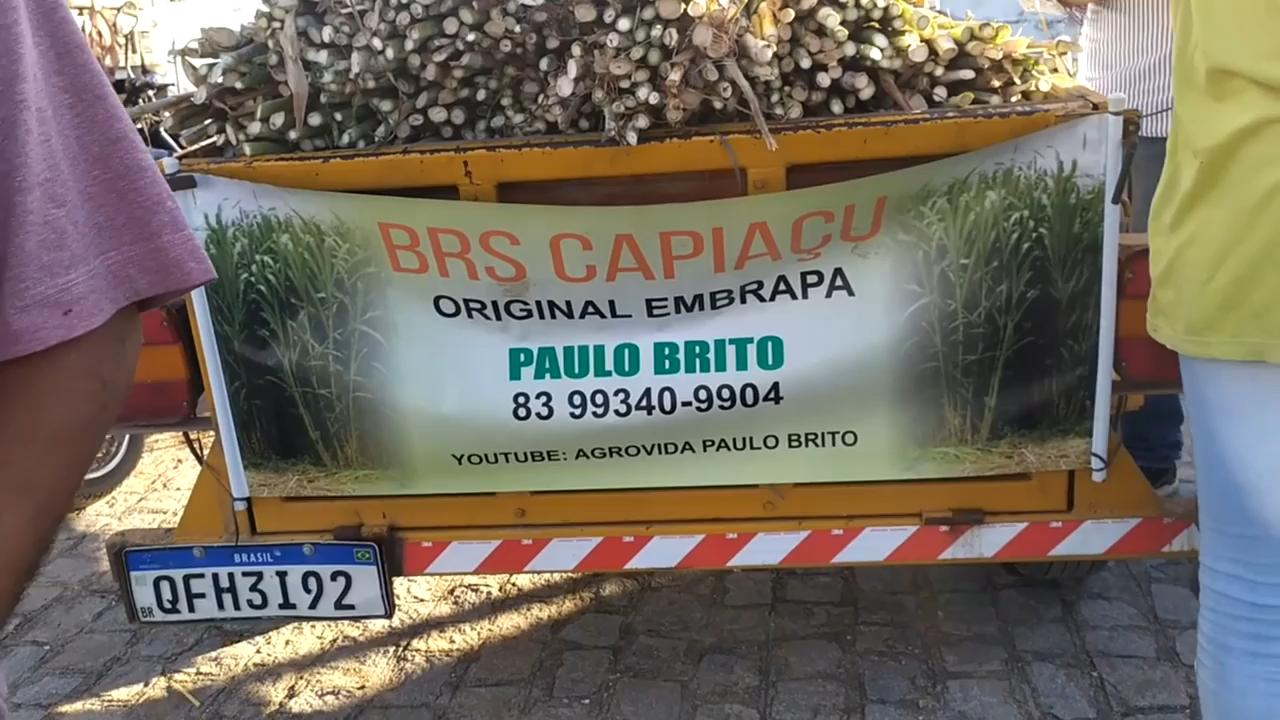 BRS CAPIAÇU
ORIGINAL EMBRAPA
PAULO BRITO
83 99340-9904
YOUTUBE: AGROVIDA PAULO BRITO
BRASIL
QFH3I92
BR